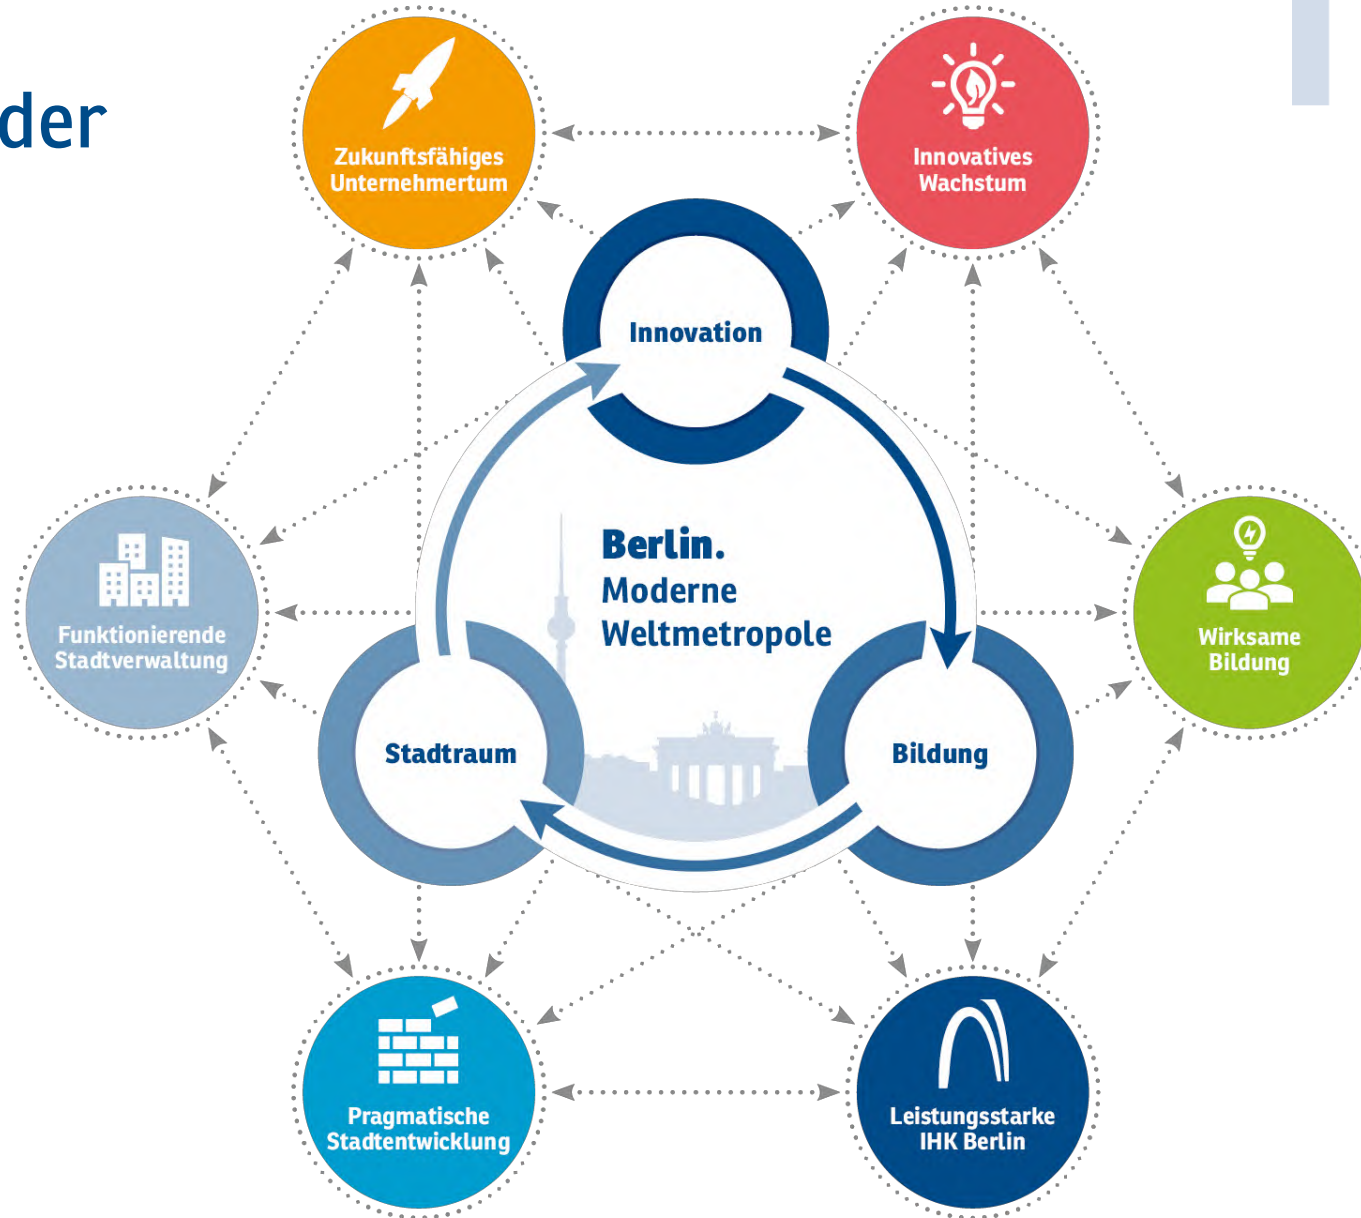 der
Zukunftsfähiges
Unternehmertum
Innovatives
Wachstum
Innovation
Berlin.
Moderne
Weltmetropole
Funktionierende
Stadtverwaltung
Wirksame
Bildung
Stadtraum
Bildung
Pragmatische
Stadtentwicklung
Leistungsstarke
IHK Berlin